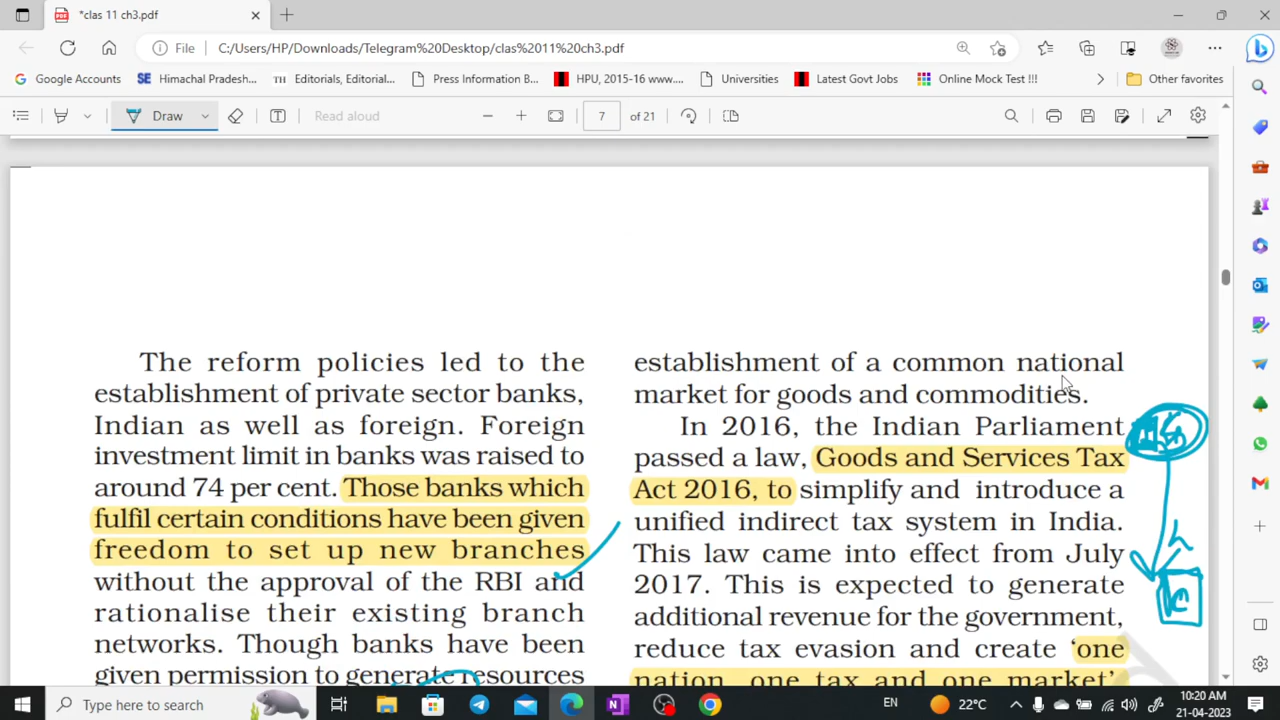 *clas 11 ch3.pdf
File C:/Users/HP/Downloads/Telegram%20Desktop/clas%2011%20ch3.pdf
Google Accounts SE Himachal Pradesh... TH Editorials, Editorial... Press Information B... HPU, 2015-16 www.... Universities Latest Govt Jobs Online Mock Test !!! Other favorites
Draw Read aloud 7 of 21
The reform policies led to the
establishment of private sector banks,
Indian as well as foreign. Foreign
investment limit in banks was raised to
around 74 per cent. Those banks which
fulfil certain conditions have been given
freedom to set up new branches
without the approval of the RBI and
rationalise their existing branch
networks. Though banks have been
given permission to generate resources
establishment of a common national
market for goods and commodities.
In 2016, the Indian Parliament
passed a law, Goods and Services Tax
Act 2016, to simplify and introduce a
unified indirect tax system in India.
This law came into effect from July
2017. This is expected to generate
additional revenue for the government,
reduce tax evasion and create ‘one
nation, one tax and one market’.
Type here to search EN 22°C 10:20 AM
21-04-2023